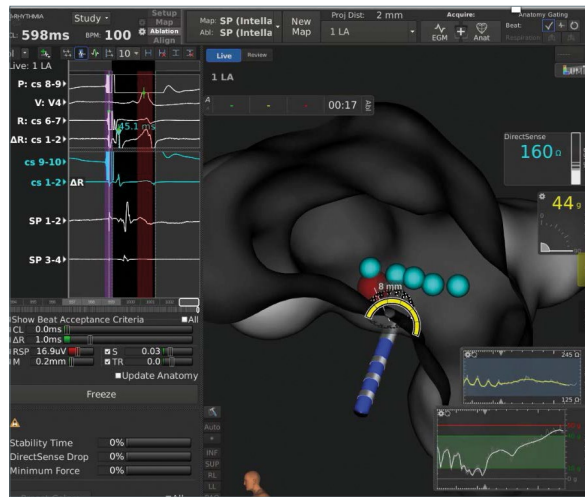 RHYTHMIA
Study
Setup
Map
Ablation
Align
CL: 598ms
BPM: 100
Map: SP (Intella
Abl: SP (Intella
New
Map
Proj Dist: 2 mm
1 LA
Acquire:
EGM
Anat
Anatomy Gating
Beat:
Respiration
10
Live
Review
Live: 1 LA
1 LA
A
00:17
Abl
P: cs 8-9
V: V4
R: cs 6-7
45.1 ms
ΔR: cs 1-2
cs 9-10
cs 1-2
ΔR
SP 1-2
SP 3-4
DirectSense
160 Ω
44 g
8 mm
Show Beat Acceptance Criteria
All
CL 0.0ms
ΔR 1.0ms
RSP 16.9uV
S 0.03
M 0.2mm
TR 0.0
Update Anatomy
Freeze
Stability Time 0%
DirectSense Drop 0%
Minimum Force 0%
Auto
+
INF
SUP
RL
LL
245 Ω
125 Ω
0 g